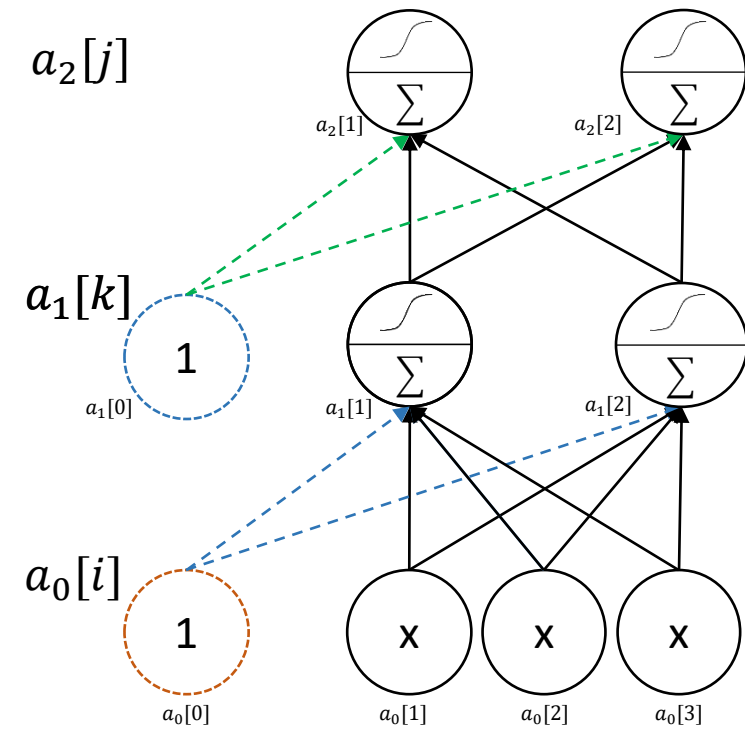 a₂[j]
∑
∑
a₂[1]
a₂[2]
a₁[k]
1
∑
∑
a₁[0]
a₁[1]
a₁[2]
a₀[i]
1
x
x
x
a₀[0]
a₀[1]
a₀[2]
a₀[3]